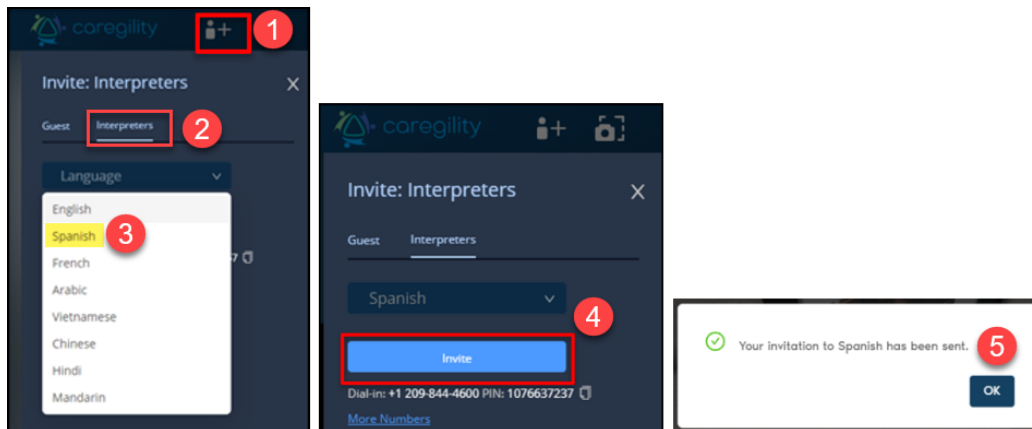 caregility
1
Invite: Interpreters X
Guest Interpreters 2
Language
English
Spanish 3
French
Arabic
Vietnamese
Chinese
Hindi
Mandarin
caregility
Invite: Interpreters X
Guest Interpreters
Spanish
4
Invite
Dial-in: +1 209-844-4600 PIN: 1076637237
More Numbers
Your invitation to Spanish has been sent. 5
OK